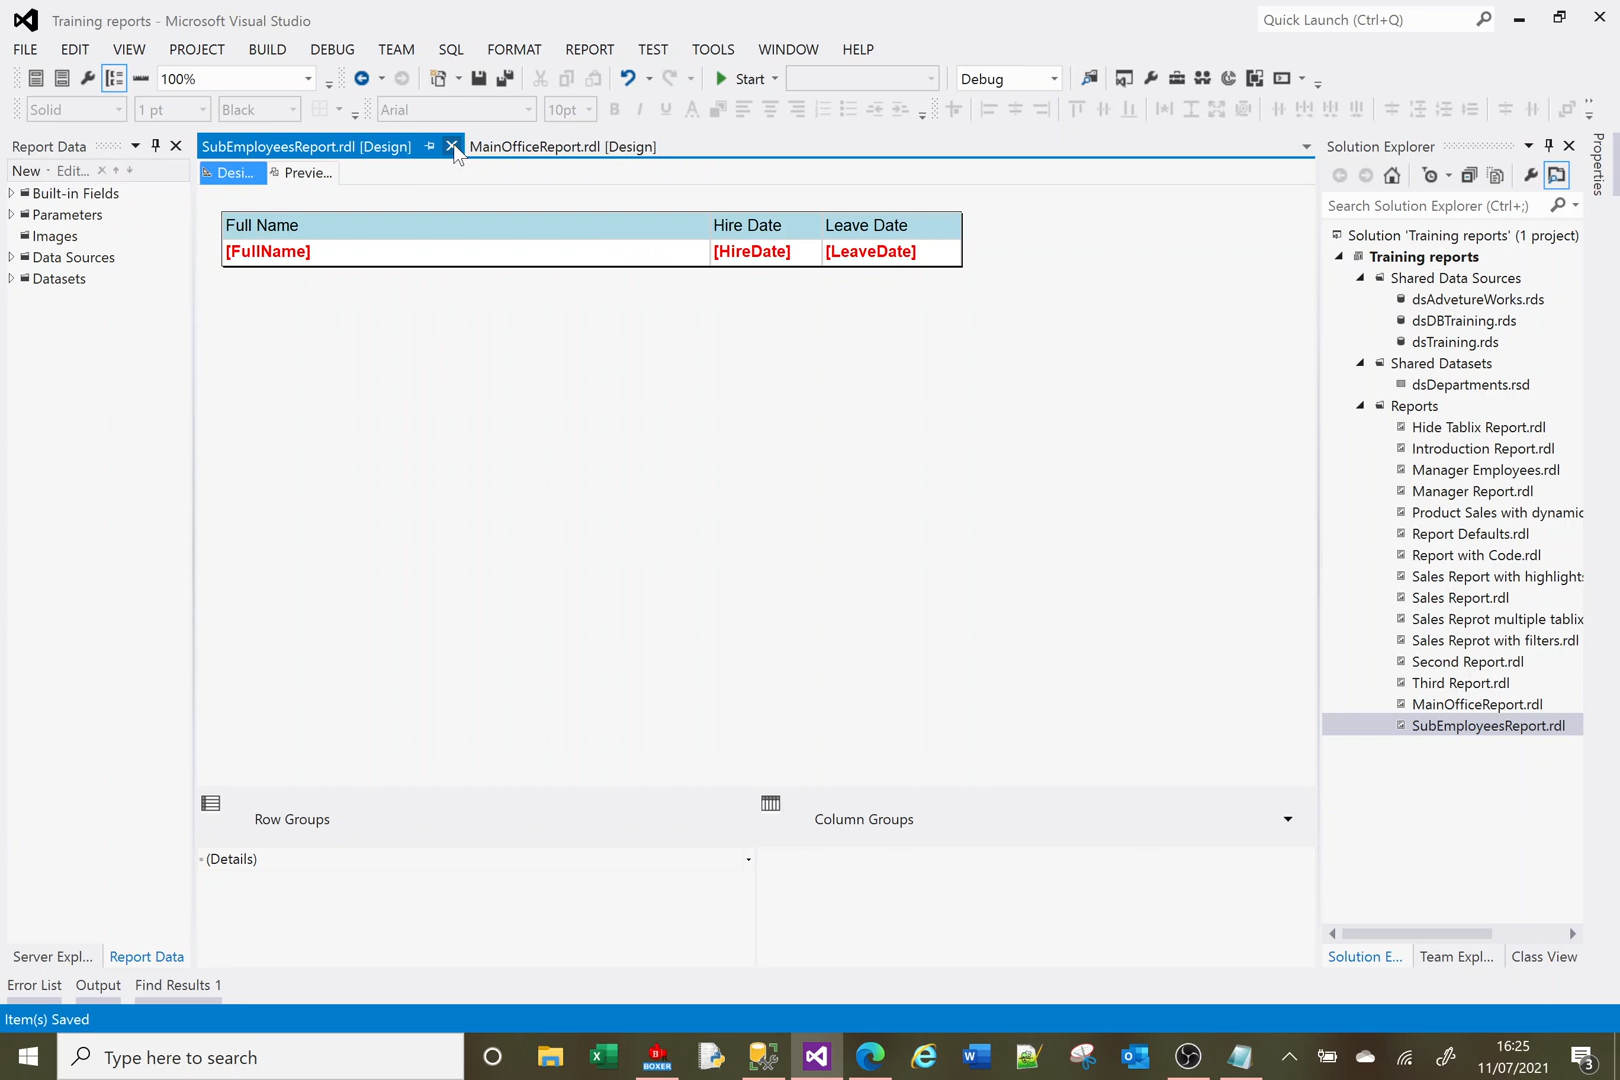 Training reports - Microsoft Visual Studio
Quick Launch (Ctrl+Q)
FILE EDIT VIEW PROJECT BUILD DEBUG TEAM SQL FORMAT REPORT TEST TOOLS WINDOW HELP
100% Start Debug
Solid 1 pt Black Arial 10pt B I U A
Report Data
New Edit...
Built-in Fields
Parameters
Images
Data Sources
Datasets
SubEmployeesReport.rdl [Design] MainOfficeReport.rdl [Design]
Desi... Previe...
Full Name Hire Date Leave Date
[FullName] [HireDate] [LeaveDate]
Row Groups Column Groups
(Details)
Solution Explorer
Search Solution Explorer (Ctrl+;)
Solution 'Training reports' (1 project)
Training reports
Shared Data Sources
dsAdvetureWorks.rds
dsDBTraining.rds
dsTraining.rds
Shared Datasets
dsDepartments.rsd
Reports
Hide Tablix Report.rdl
Introduction Report.rdl
Manager Employees.rdl
Manager Report.rdl
Product Sales with dynamic
Report Defaults.rdl
Report with Code.rdl
Sales Report with highlights
Sales Report.rdl
Sales Reprot multiple tablix
Sales Reprot with filters.rdl
Second Report.rdl
Third Report.rdl
MainOfficeReport.rdl
SubEmployeesReport.rdl
Properties
Server Expl... Report Data
Solution E... Team Expl... Class View
Error List Output Find Results 1
Item(s) Saved
Type here to search
BOXER
16:25
11/07/2021
3